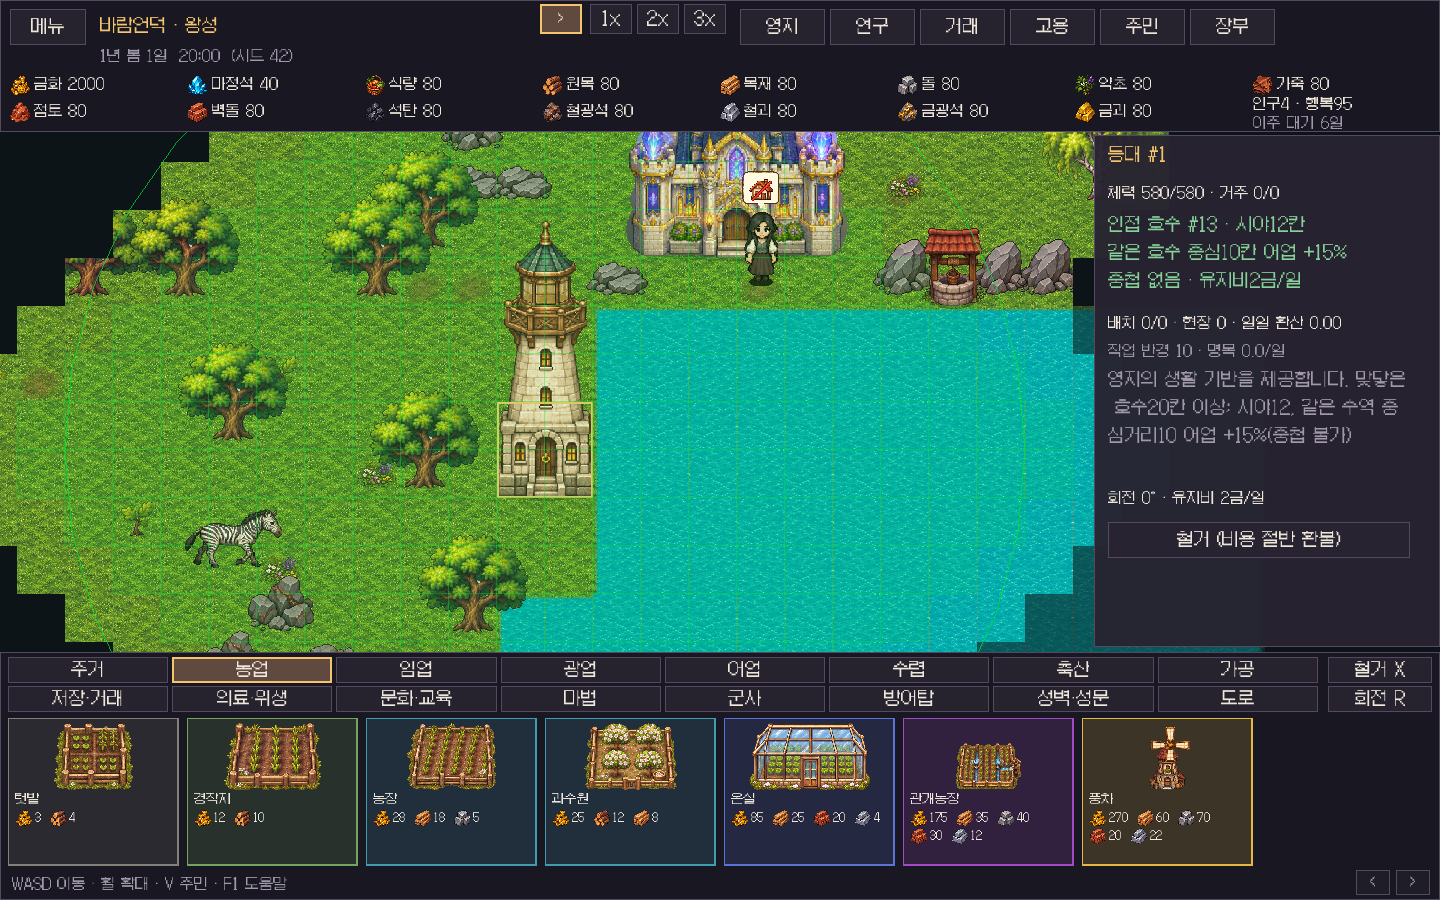 메뉴
바람언덕 · 왕성
1년 봄 1일 20:00 (시드 42)
> 1x 2x 3x
영지 연구 거래 고용 주민 장부
금화 2000 마정석 40 식량 80 원목 80 목재 80 돌 80 약초 80 가죽 80
점토 80 벽돌 80 석탄 80 철광석 80 철괴 80 금광석 80 금괴 80
인구4 · 행복95
이주 대기 6일
등대 #1
체력 580/580 · 거주 0/0
인접 호수 #13 · 시야12칸
같은 호수 중심10칸 어업 +15%
중첩 없음 · 유지비2금/일
배치 0/0 · 현장 0 · 일일 환산 0.00
작업 반경 10 · 명목 0.0/일
영지의 생활 기반을 제공합니다. 맞닿은
호수20칸 이상: 시야12, 같은 수역 중
심거리10 어업 +15%(중첩 불가)
회전 0° · 유지비 2금/일
철거 (비용 절반 환불)
주거 농업 임업 광업 어업 수렵 축산 가공 철거 X
저장·거래 의료·위생 문화·교육 마법 군사 방어탑 성벽·성문 도로 회전 R
텃밭
3 4
경작지
12 10
농장
28 18 5
과수원
25 12 8
온실
85 25 20 4
관개농장
175 35 40
30 12
풍차
270 60 70
20 22
WASD 이동 · 휠 확대 · V 주민 · F1 도움말
< >